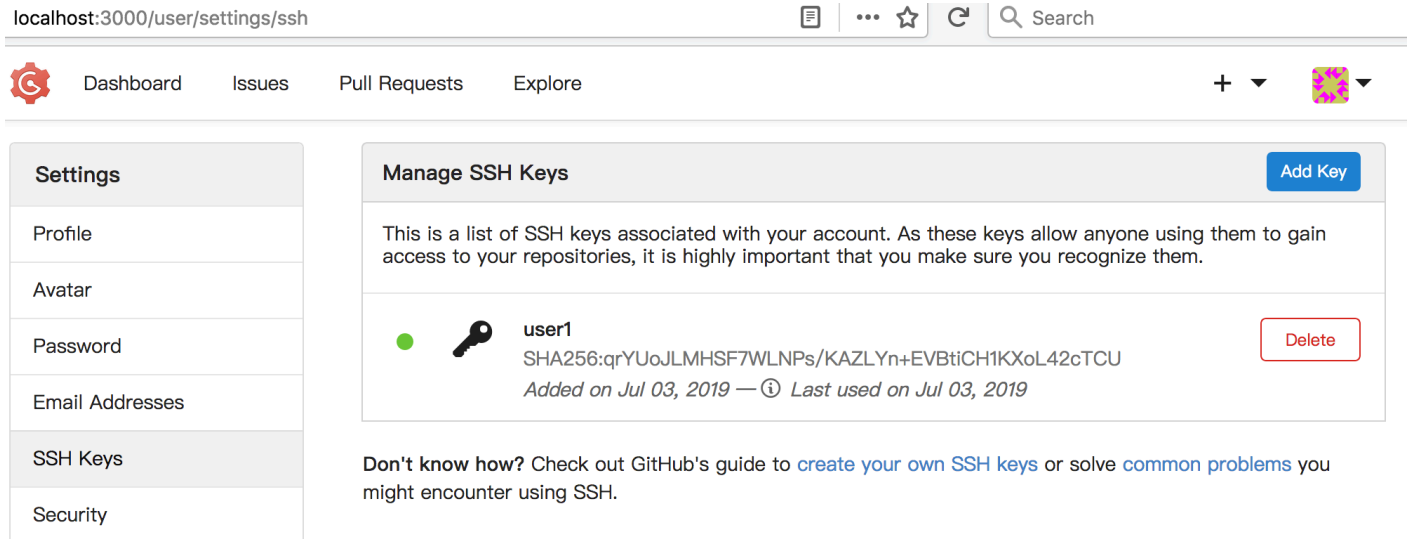 localhost:3000/user/settings/ssh
Search
Dashboard Issues Pull Requests Explore
Settings
Profile
Avatar
Password
Email Addresses
SSH Keys
Security
Manage SSH Keys
Add Key
This is a list of SSH keys associated with your account. As these keys allow anyone using them to gain
access to your repositories, it is highly important that you make sure you recognize them.
user1
SHA256:qrYUoJLMHSF7WLNPs/KAZLYn+EVBtiCH1KXoL42cTCU
Added on Jul 03, 2019 — Last used on Jul 03, 2019
Delete
Don't know how? Check out GitHub's guide to create your own SSH keys or solve common problems you
might encounter using SSH.